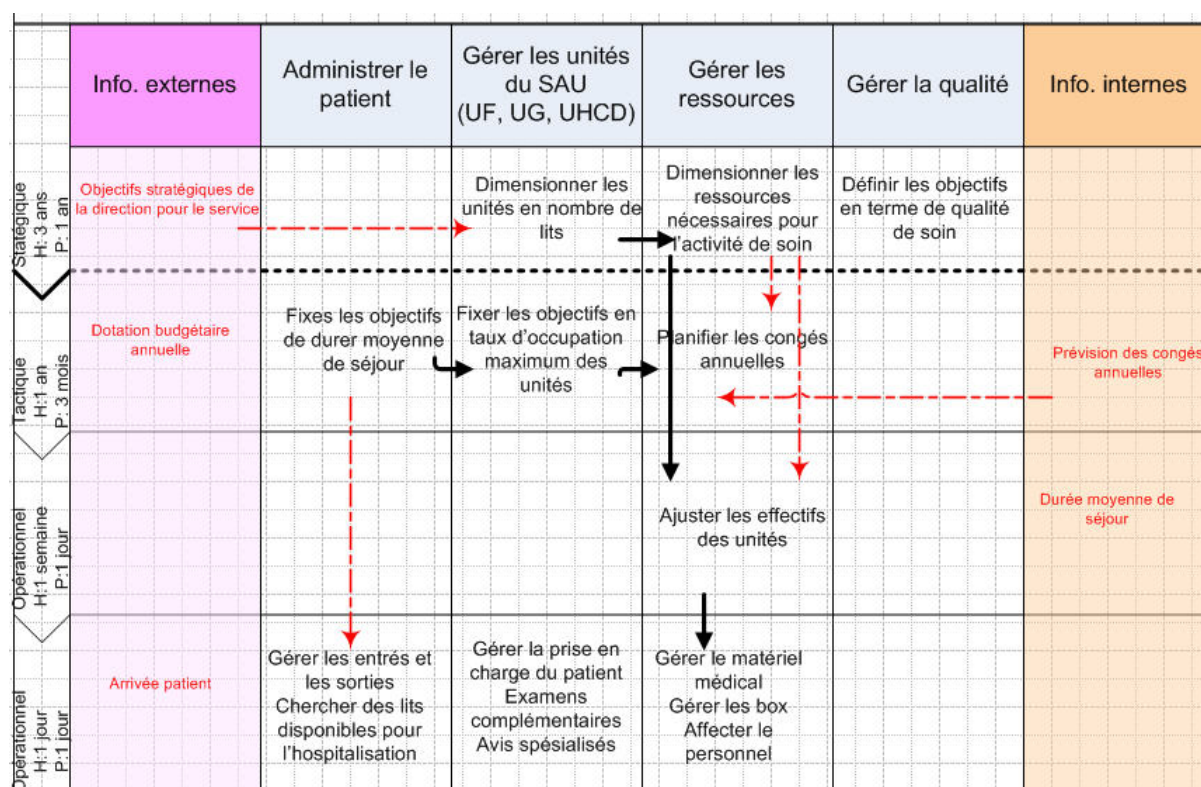 Info. externes
Administrer le
patient
Gérer les unités
du SAU
(UF, UG, UHCD)
Gérer les
ressources
Gérer la qualité
Info. internes
Stratégique
H: 3 ans
P: 1 an
Objectifs stratégiques de
la direction pour le service
Dimensionner les
unités en nombre de
lits
Dimensionner les
ressources
nécessaires pour
l'activité de soin
Définir les objectifs
en terme de qualité
de soin
Tactique
H:1 an
P: 3 mois
Dotation budgétaire
annuelle
Fixes les objectifs
de durer moyenne
de séjour
Fixer les objectifs en
taux d'occupation
maximum des
unités
Planifier les congés
annuelles
Prévision des congés
annuelles
Opérationnel
H:1 semaine
P:1 jour
Ajuster les effectifs
des unités
Durée moyenne de
séjour
Opérationnel
H:1 jour
P:1 jour
Arrivée patient
Gérer les entrés et
les sorties
Chercher des lits
disponibles pour
l'hospitalisation
Gérer la prise en
charge du patient
Examens
complémentaires
Avis spésialisés
Gérer le matériel
médical
Gérer les box
Affecter le
personnel